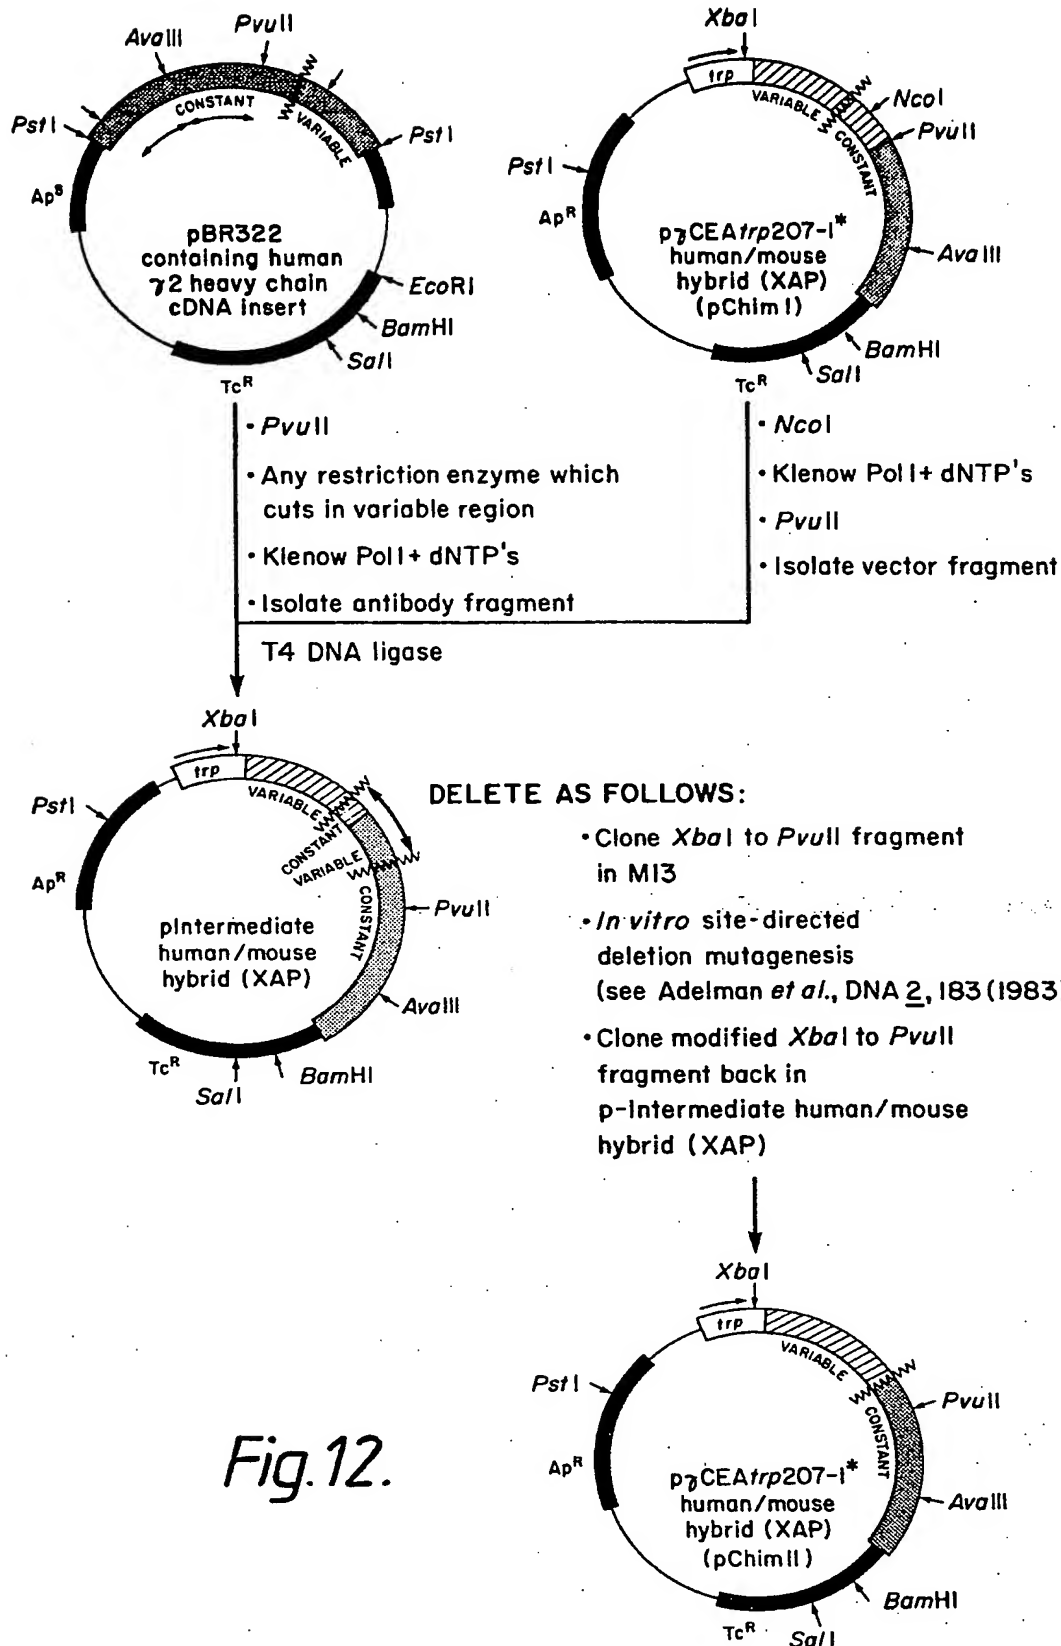 PvuII
AvaIII
PstI
CONSTANT
VARIABLE
PstI
Ap^S
pBR322
containing human
γ2 heavy chain
cDNA insert
EcoRI
BamHI
SalI
Tc^R
XbaI
trp
VARIABLE
CONSTANT
NcoI
PvuII
PstI
Ap^R
pγCEAtrp207-1*
human/mouse
hybrid (XAP)
(pChim I)
AvaIII
BamHI
SalI
Tc^R
• PvuII
• Any restriction enzyme which
cuts in variable region
• Klenow Pol I + dNTP's
• Isolate antibody fragment
• NcoI
• Klenow Pol I + dNTP's
• PvuII
• Isolate vector fragment
T4 DNA ligase
XbaI
trp
VARIABLE
CONSTANT
VARIABLE
CONSTANT
PstI
Ap^R
PvuII
pIntermediate
human/mouse
hybrid (XAP)
AvaIII
Tc^R
BamHI
SalI
DELETE AS FOLLOWS:
• Clone XbaI to PvuII fragment
in M13
• In vitro site-directed
deletion mutagenesis
(see Adelman et al., DNA 2, 183 (1983
• Clone modified XbaI to PvuII
fragment back in
p-Intermediate human/mouse
hybrid (XAP)
XbaI
trp
VARIABLE
CONSTANT
PstI
PvuII
Ap^R
pγCEAtrp207-1*
human/mouse
hybrid (XAP)
(pChim II)
AvaIII
BamHI
Tc^R
SalI
Fig. 12.